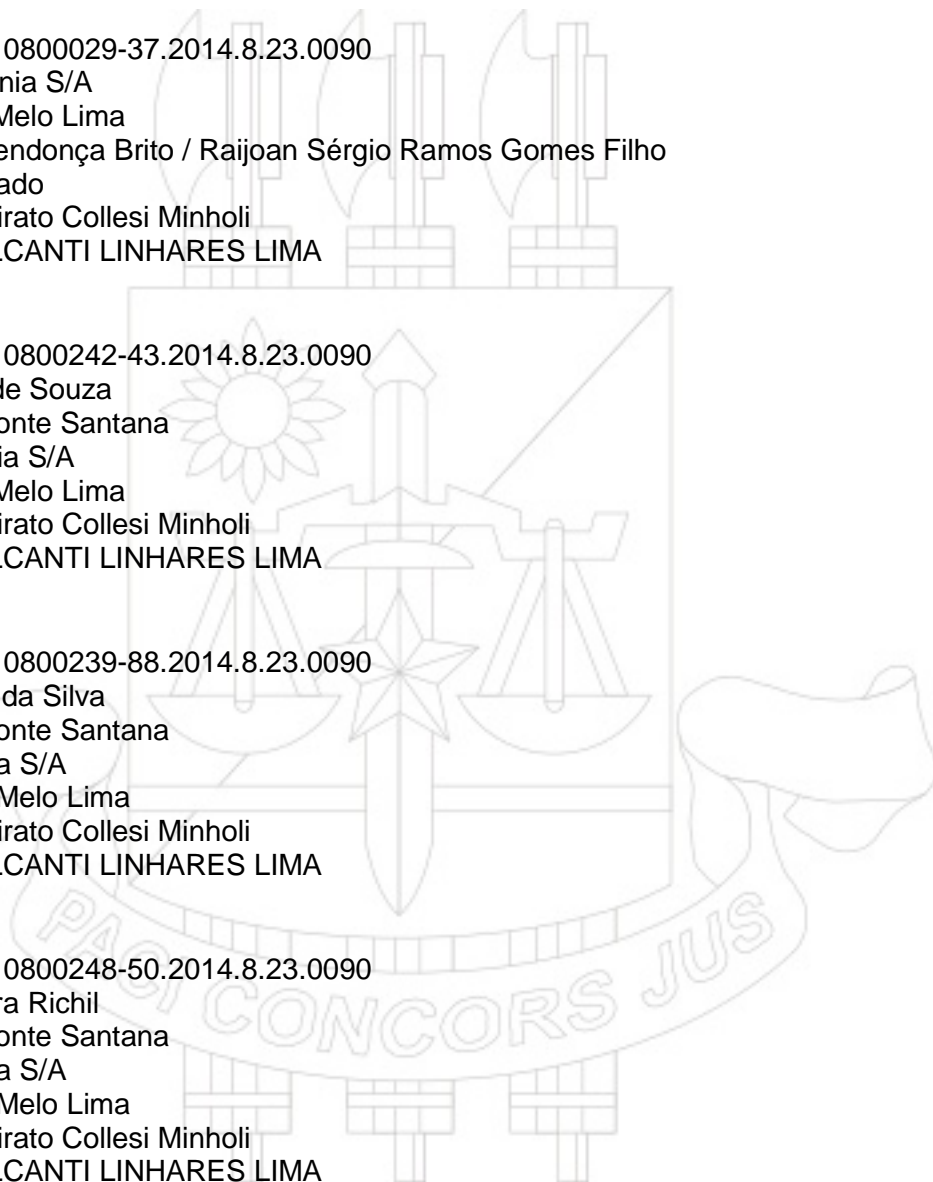 0800029-37.2014.8.23.0090
nia S/A
Melo Lima
endonça Brito / Raijoan Sérgio Ramos Gomes Filho
ado
irato Collesi Minholi
LCANTI LINHARES LIMA
0800242-43.2014.8.23.0090
de Souza
onte Santana
ia S/A
Melo Lima
irato Collesi Minholi
LCANTI LINHARES LIMA
0800239-88.2014.8.23.0090
da Silva
onte Santana
a S/A
Melo Lima
irato Collesi Minholi
LCANTI LINHARES LIMA
0800248-50.2014.8.23.0090
ra Richil
onte Santana
a S/A
Melo Lima
irato Collesi Minholi
LCANTI LINHARES LIMA
PACI CONCORS JUS